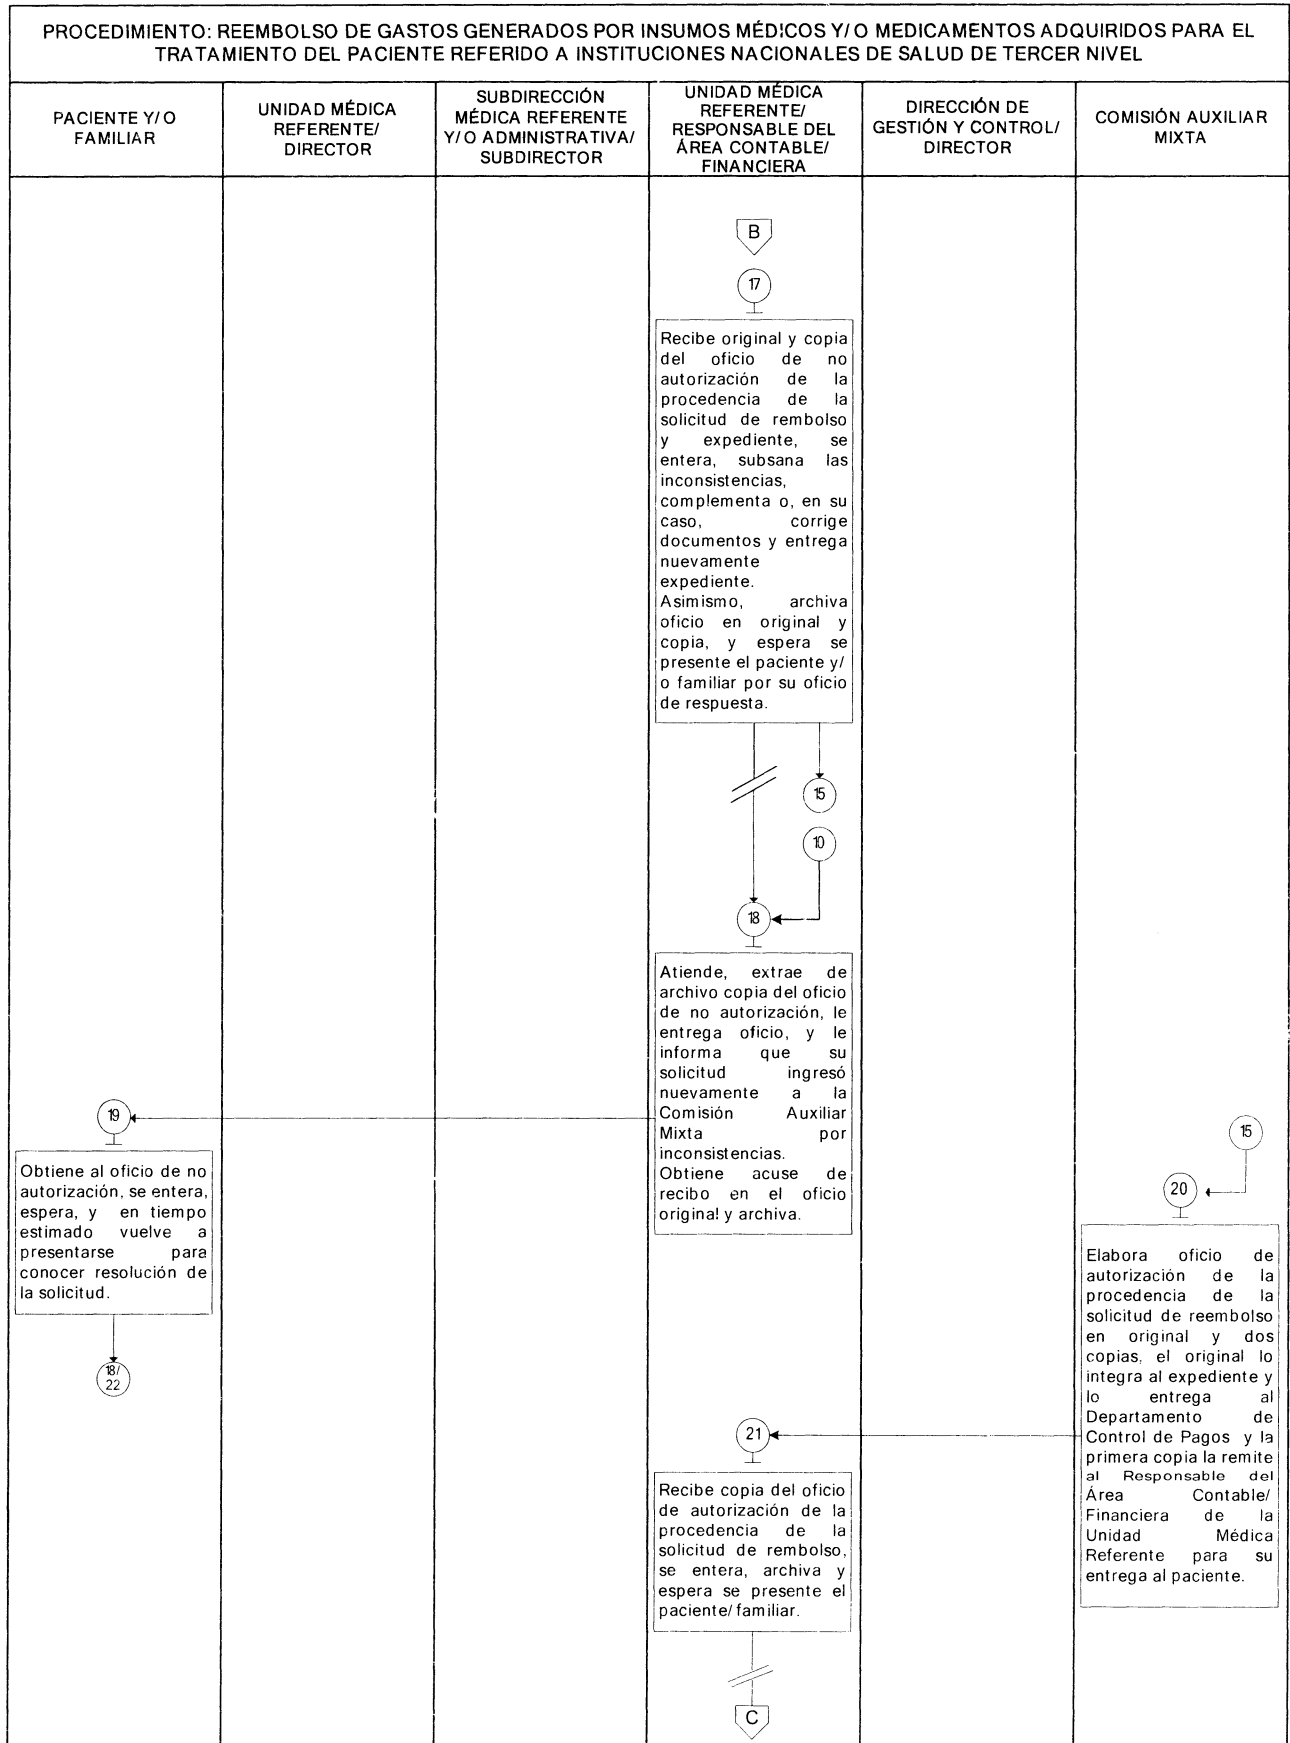 PROCEDIMIENTO: REEMBOLSO DE GASTOS GENERADOS POR INSUMOS MÉDICOS Y/O MEDICAMENTOS ADQUIRIDOS PARA EL
TRATAMIENTO DEL PACIENTE REFERIDO A INSTITUCIONES NACIONALES DE SALUD DE TERCER NIVEL
PACIENTE Y/O
FAMILIAR
UNIDAD MÉDICA
REFERENTE/
DIRECTOR
SUBDIRECCIÓN
MÉDICA REFERENTE
Y/O ADMINISTRATIVA/
SUBDIRECTOR
UNIDAD MÉDICA
REFERENTE/
RESPONSABLE DEL
ÁREA CONTABLE/
FINANCIERA
DIRECCIÓN DE
GESTIÓN Y CONTROL/
DIRECTOR
COMISIÓN AUXILIAR
MIXTA
B
17
Recibe original y copia
del oficio de no
autorización de la
procedencia de la
solicitud de rembolso
y expediente, se
entera, subsana las
inconsistencias,
complementa o, en su
caso, corrige
documentos y entrega
nuevamente
expediente.
Asimismo, archiva
oficio en original y
copia, y espera se
presente el paciente y/
o familiar por su oficio
de respuesta.
15
10
18
Atiende, extrae de
archivo copia del oficio
de no autorización, le
entrega oficio, y le
informa que su
solicitud ingresó
nuevamente a la
Comisión Auxiliar
Mixta por
inconsistencias.
Obtiene acuse de
recibo en el oficio
original y archiva.
19
Obtiene al oficio de no
autorización, se entera,
espera, y en tiempo
estimado vuelve a
presentarse para
conocer resolución de
la solicitud.
18/
22
15
20
Elabora oficio de
autorización de la
procedencia de la
solicitud de reembolso
en original y dos
copias, el original lo
integra al expediente y
lo entrega al
Departamento de
Control de Pagos y la
primera copia la remite
al Responsable del
Área Contable/
Financiera de la
Unidad Médica
Referente para su
entrega al paciente.
21
Recibe copia del oficio
de autorización de la
procedencia de la
solicitud de rembolso,
se entera, archiva y
espera se presente el
paciente/familiar.
C